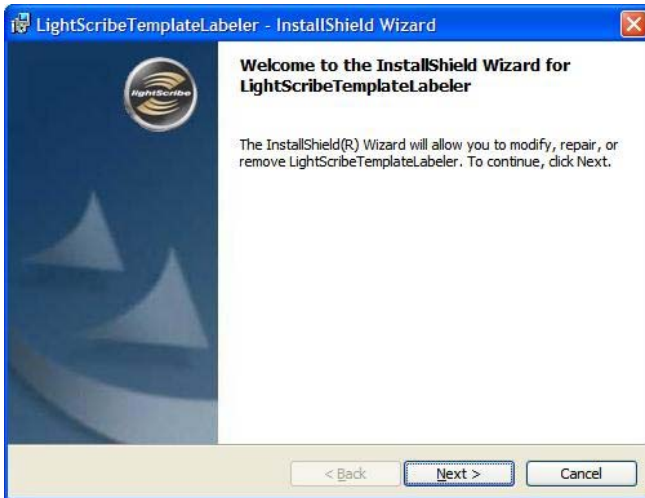 LightScribeTemplateLabeler - InstallShield Wizard
lightScribe
Welcome to the InstallShield Wizard for
LightScribeTemplateLabeler
The InstallShield(R) Wizard will allow you to modify, repair, or
remove LightScribeTemplateLabeler. To continue, click Next.
< Back
Next >
Cancel